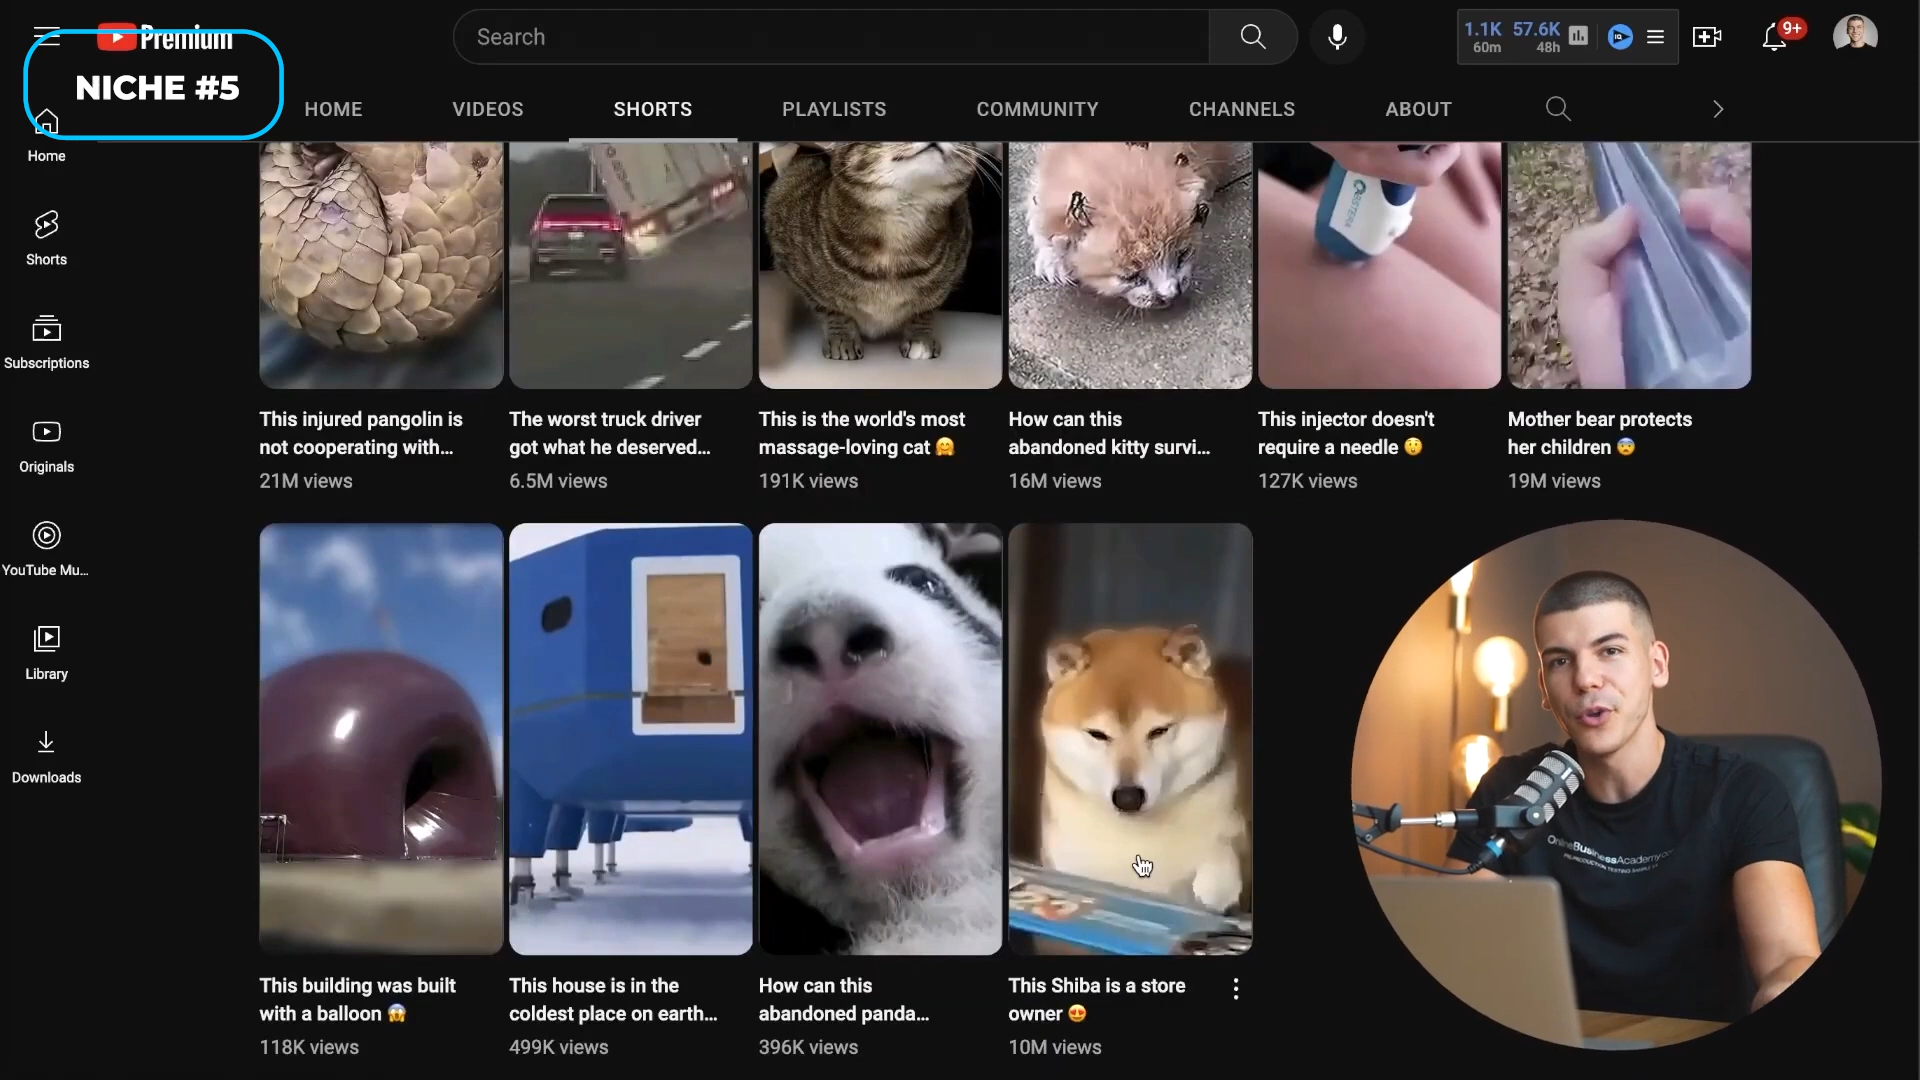 Premium
NICHE #5
Search
1.1K 57.6K
60m 48h
9+
HOME VIDEOS SHORTS PLAYLISTS COMMUNITY CHANNELS ABOUT
Home
Shorts
Subscriptions
Originals
YouTube Mu...
Library
Downloads
This injured pangolin is
not cooperating with...
21M views
The worst truck driver
got what he deserved...
6.5M views
This is the world's most
massage-loving cat 🤗
191K views
How can this
abandoned kitty survi...
16M views
This injector doesn't
require a needle 😲
127K views
Mother bear protects
her children 😨
19M views
This building was built
with a balloon 😱
118K views
This house is in the
coldest place on earth...
499K views
How can this
abandoned panda...
396K views
This Shiba is a store
owner 😍
10M views
OnlineBusinessAcademy.com